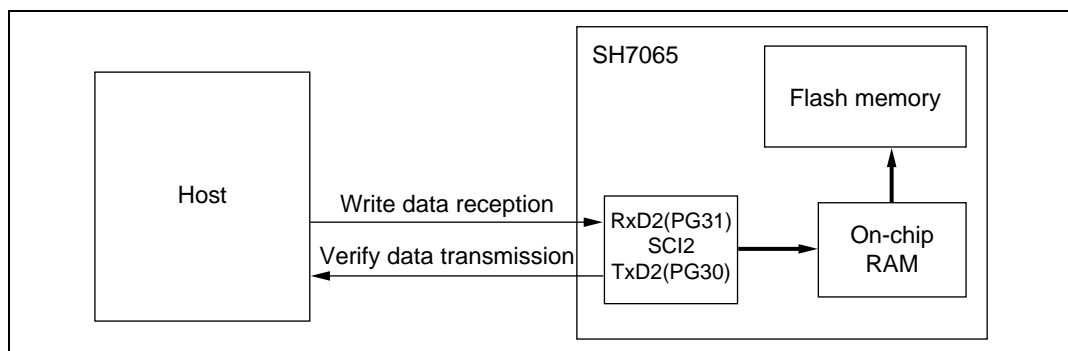 SH7065
Flash memory
Host
Write data reception
Verify data transmission
RxD2(PG31)
SCI2
TxD2(PG30)
On-chip
RAM